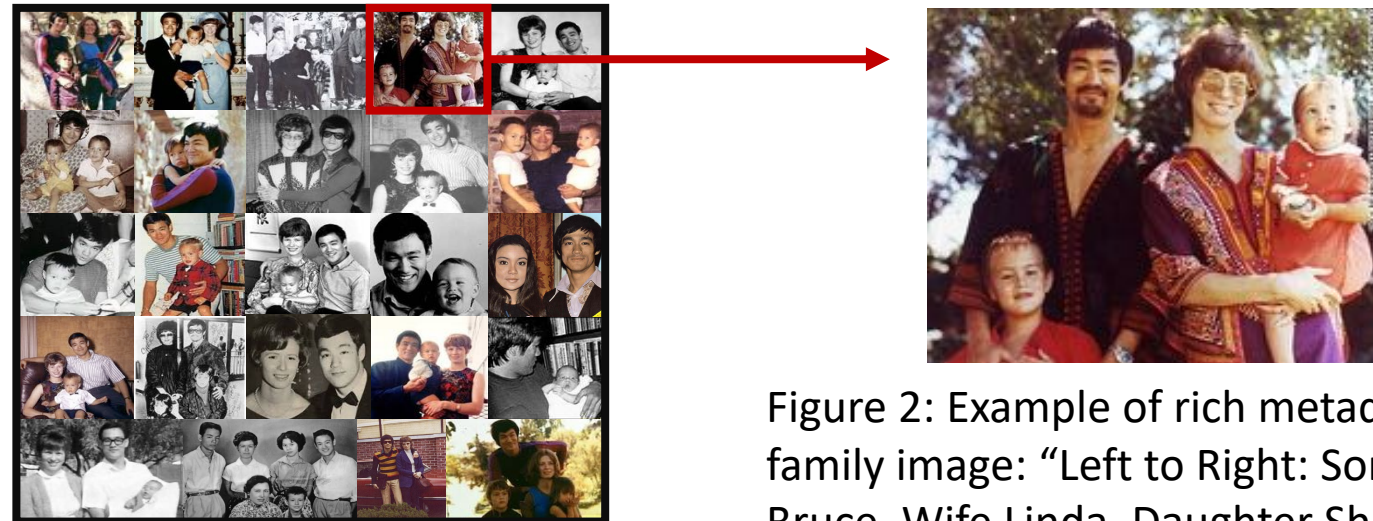 Figure 2: Example of rich
family image: “Left to Right:
Bruce, Wife Linda, Daughter